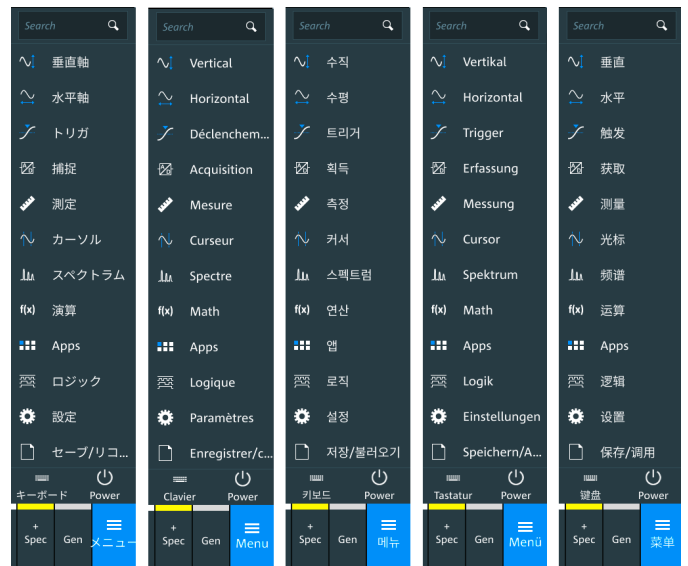 Search
垂直軸
水平軸
トリガ
捕捉
測定
カーソル
スペクトラム
f(x) 演算
Apps
ロジック
設定
セーブ/リコ...
キーボード Power
+
Spec Gen メニュー
Search
Vertical
Horizontal
Déclenchem...
Acquisition
Mesure
Curseur
Spectre
f(x) Math
Apps
Logique
Paramètres
Enregistrer/c...
Clavier Power
+
Spec Gen Menu
Search
수직
수평
트리거
획득
측정
커서
스펙트럼
f(x) 연산
앱
로직
설정
저장/불러오기
키보드 Power
+
Spec Gen 메뉴
Search
Vertikal
Horizontal
Trigger
Erfassung
Messung
Cursor
Spektrum
f(x) Math
Apps
Logik
Einstellungen
Speichern/A...
Tastatur Power
+
Spec Gen Menü
Search
垂直
水平
触发
获取
测量
光标
频谱
f(x) 运算
Apps
逻辑
设置
保存/调用
键盘 Power
+
Spec Gen 菜单